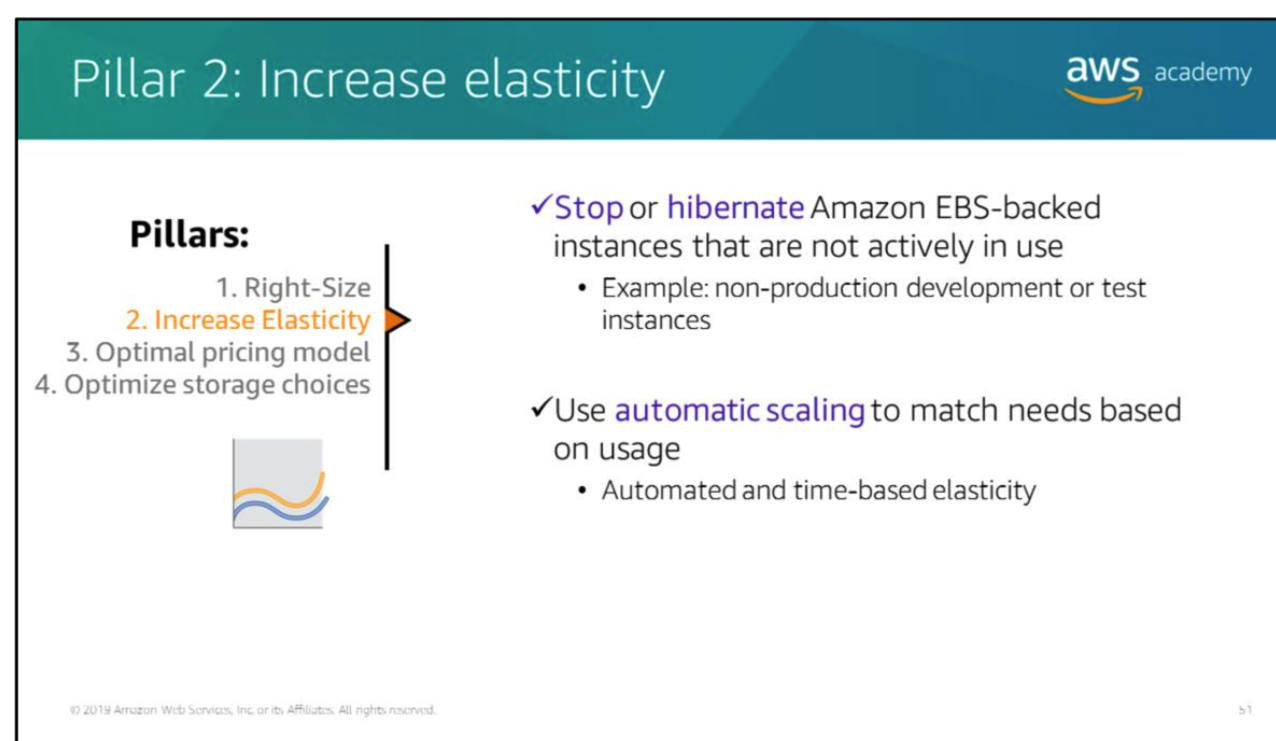 Pillar 2: Increase elasticity
aws academy
Pillars:
1. Right-Size
2. Increase Elasticity
3. Optimal pricing model
4. Optimize storage choices
✓Stop or hibernate Amazon EBS-backed
instances that are not actively in use
• Example: non-production development or test
instances
✓Use automatic scaling to match needs based
on usage
• Automated and time-based elasticity
© 2019 Amazon Web Services, Inc. or its Affiliates. All rights reserved.
51